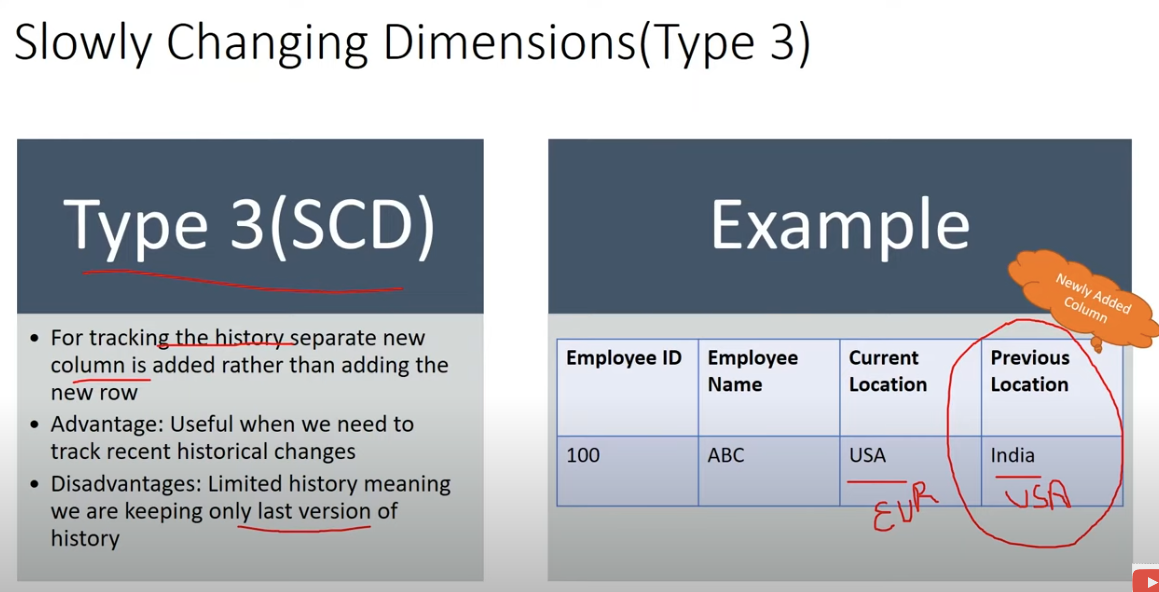 Slowly Changing Dimensions(Type 3)
Type 3(SCD)
• For tracking the history separate new
column is added rather than adding the
new row
• Advantage: Useful when we need to
track recent historical changes
• Disadvantages: Limited history meaning
we are keeping only last version of
history
Example
Newly Added
Column
Employee ID
Employee
Name
Current
Location
Previous
Location
100
ABC
USA
India
EUR
USA